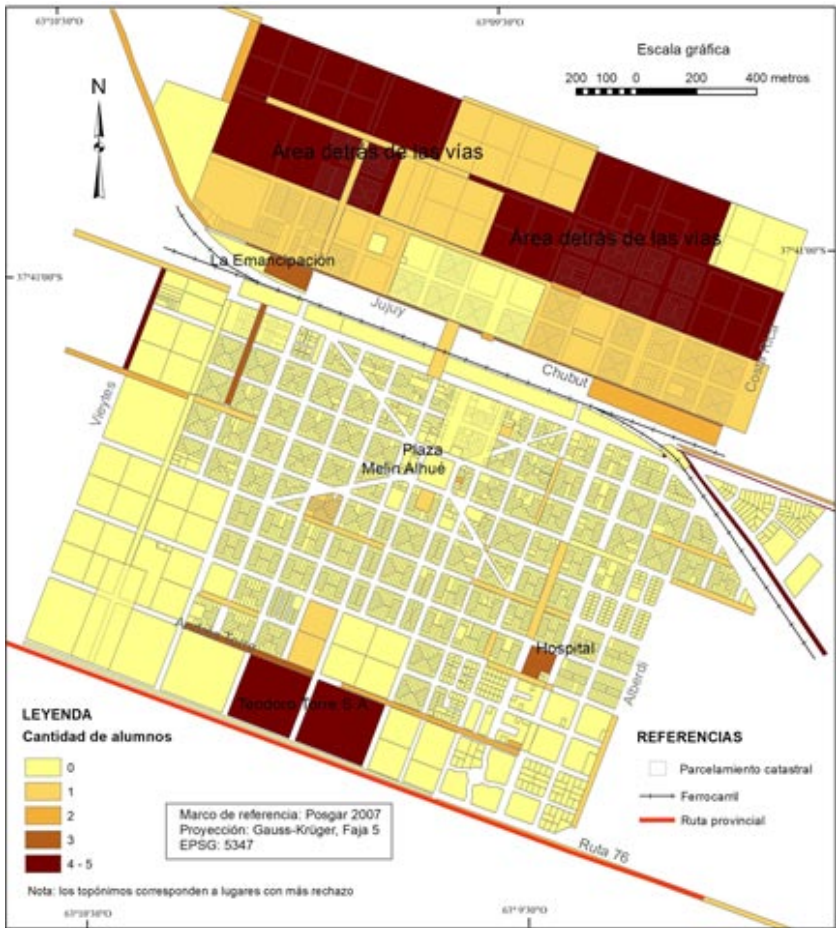 63°10'30"O
63°09'30"O
Escala gráfica
200 100 0 200 400 metros
N
Área detrás de las vías
Área detrás de las vías
37°41'00"S
37°41'00"S
La Emancipación
Jujuy
Chubut
Costa Rica
Vieytes
Plaza
Melin Alhué
Hospital
Alberdi
Teodoro Torre S.A.
Ruta 76
LEYENDA
Cantidad de alumnos
0
1
2
3
4 - 5
REFERENCIAS
Parcelamiento catastral
Ferrocarril
Ruta provincial
Marco de referencia: Posgar 2007
Proyección: Gauss-Krüger, Faja 5
EPSG: 5347
Nota: los topónimos corresponden a lugares con más rechazo
63°10'30"O
63°9'30"O